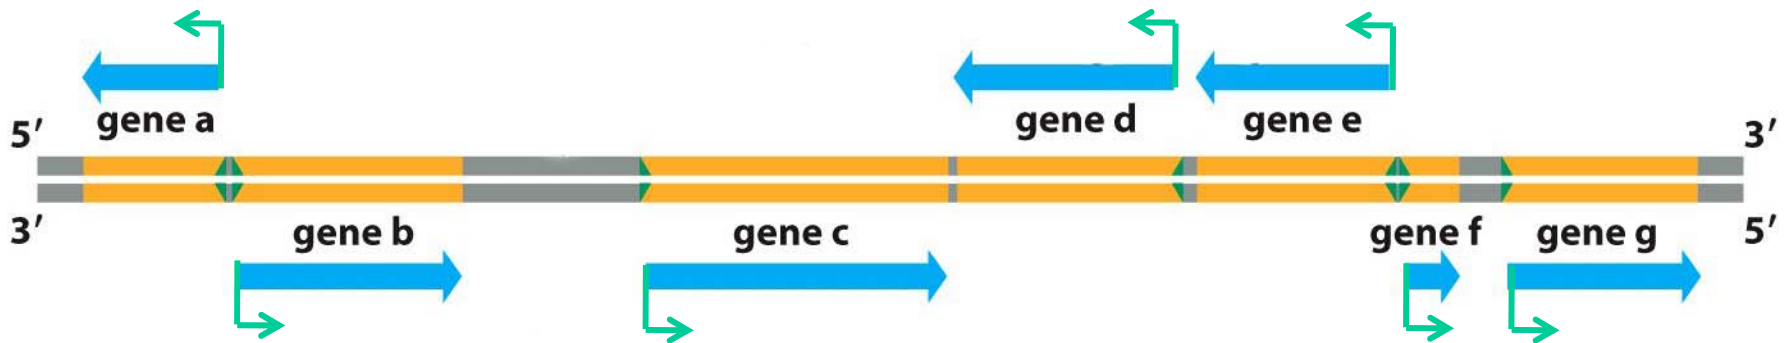 gene a
gene d
gene e
5′
3′
3′
5′
gene b
gene c
gene f
gene g